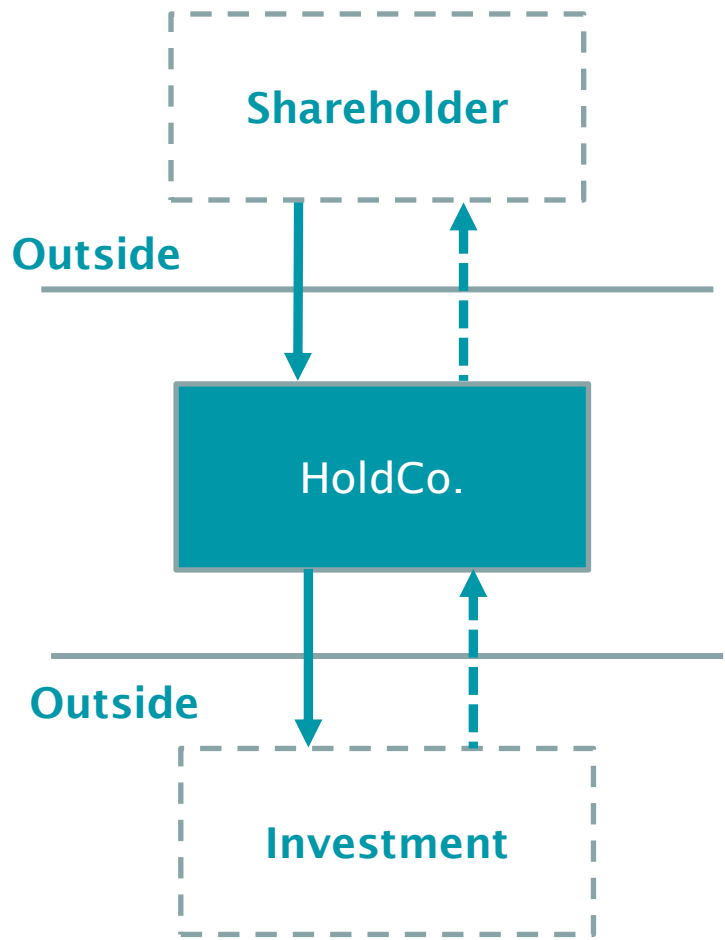 Shareholder
Outside
HoldCo.
Outside
Investment